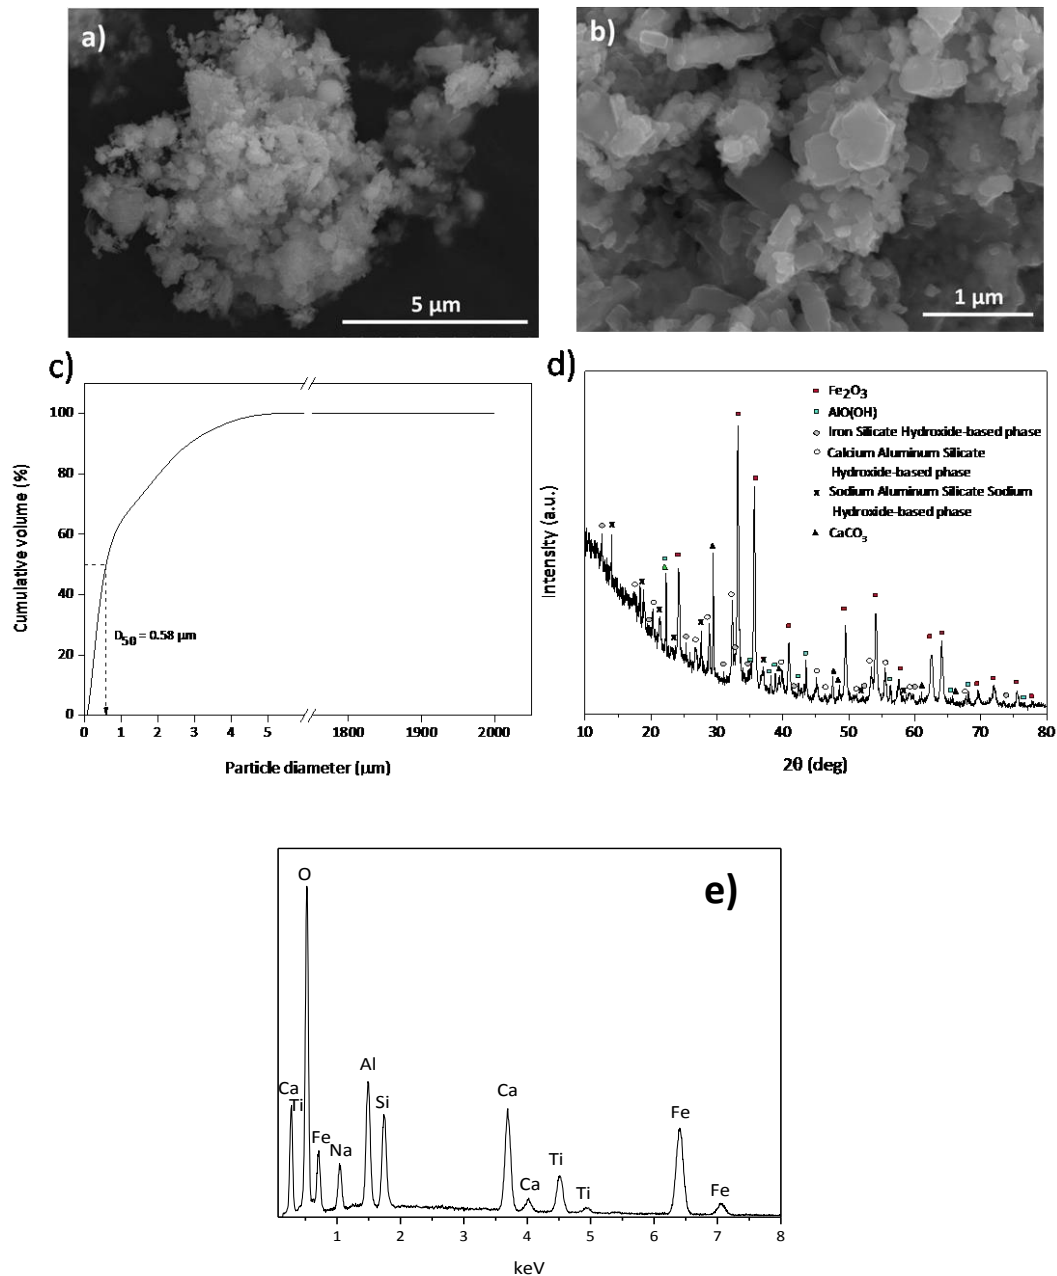 a)
5 µm
b)
1 µm
c)
100
80
60
40
20
0
Cumulative volume (%)
D50 = 0.58 µm
0 1 2 3 4 5 1800 1900 2000
Particle diameter (µm)
d)
Fe2O3
AlO(OH)
Iron Silicate Hydroxide-based phase
Calcium Aluminum Silicate
Hydroxide-based phase
Sodium Aluminum Silicate Sodium
Hydroxide-based phase
CaCO3
Intensity (a.u.)
10 20 30 40 50 60 70 80
2θ (deg)
e)
O
Ca
Ti
Fe
Na
Al
Si
Ca
Ca
Ti
Ti
Fe
Fe
1 2 3 4 5 6 7 8
keV